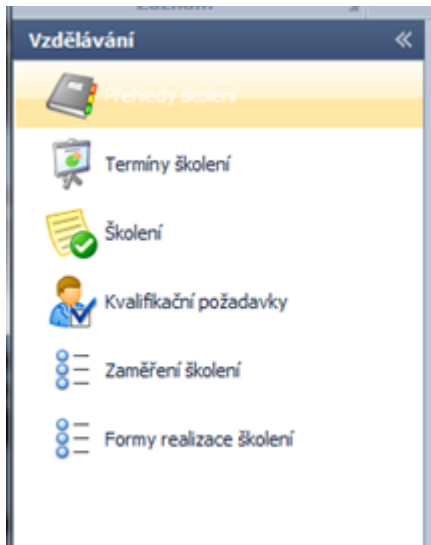 Vzdělávání
Přehledy školení
Termíny školení
Školení
Kvalifikační požadavky
Zaměření školení
Formy realizace školení